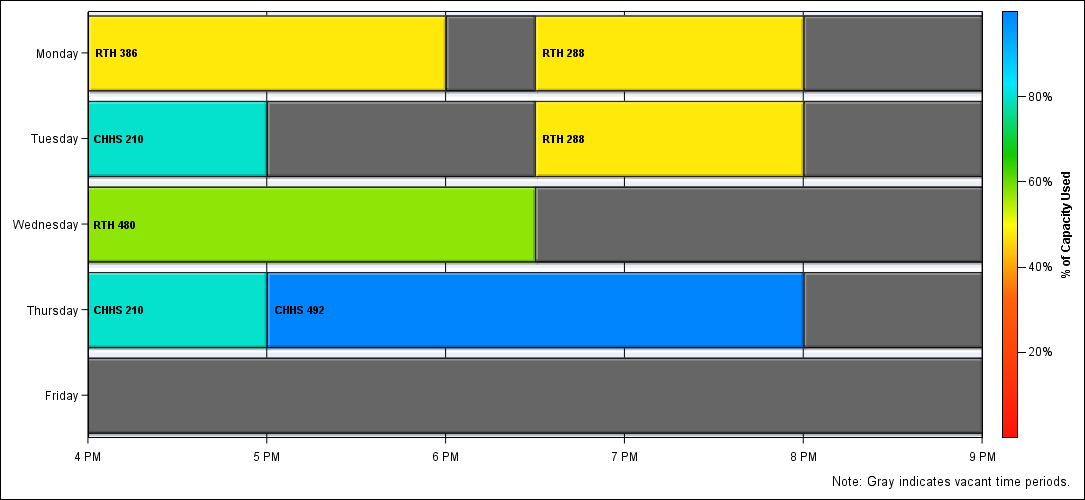 Monday
RTH 386
RTH 288
Tuesday
CHHS 210
RTH 288
Wednesday
RTH 480
Thursday
CHHS 210
CHHS 492
Friday
4 PM
5 PM
6 PM
7 PM
8 PM
9 PM
80%
60%
40%
20%
% of Capacity Used
Note: Gray indicates vacant time periods.